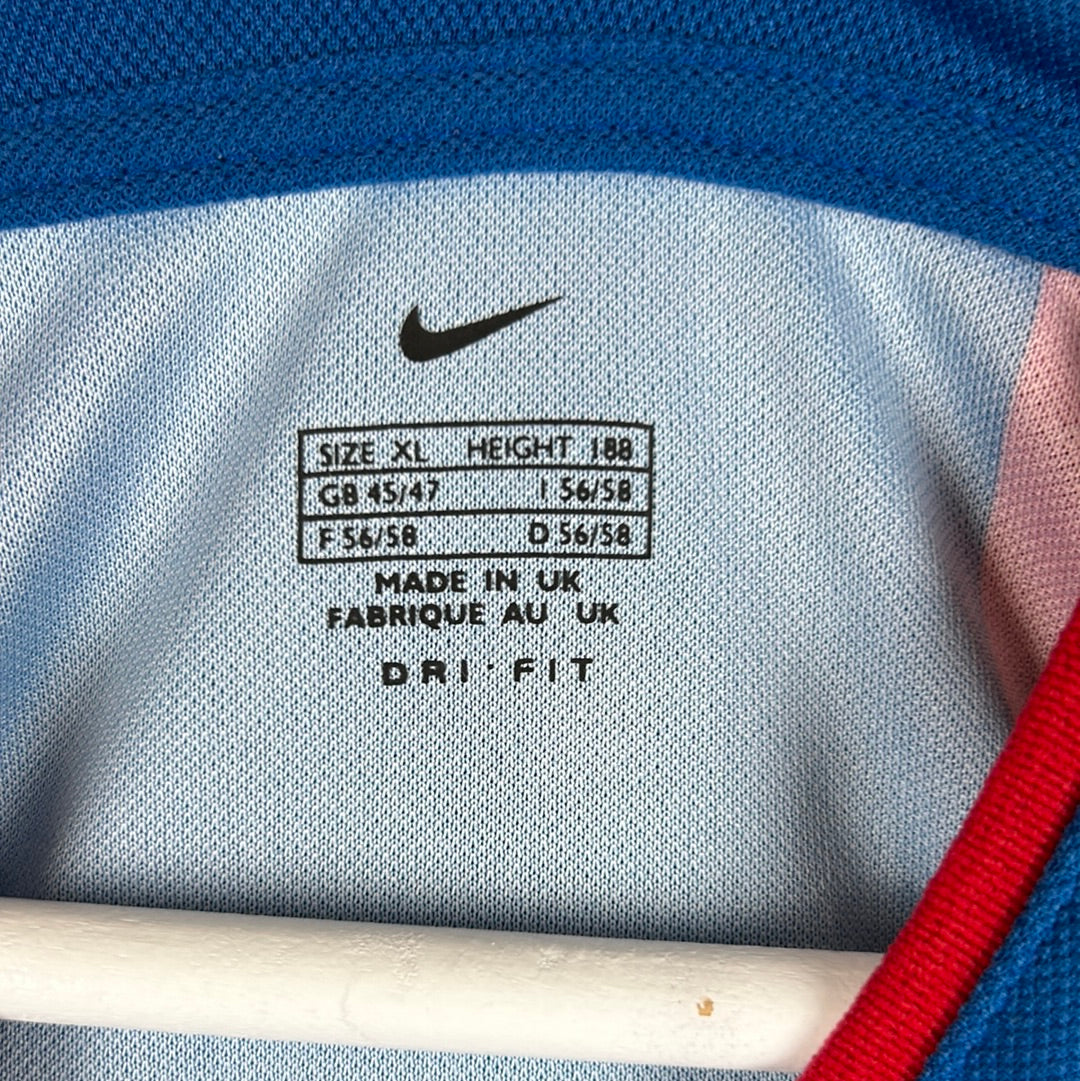 SIZE XL HEIGHT 188
GB 45/47 I 56/58
F 56/58 D 56/58
MADE IN UK
FABRIQUE AU UK
DRI·FIT